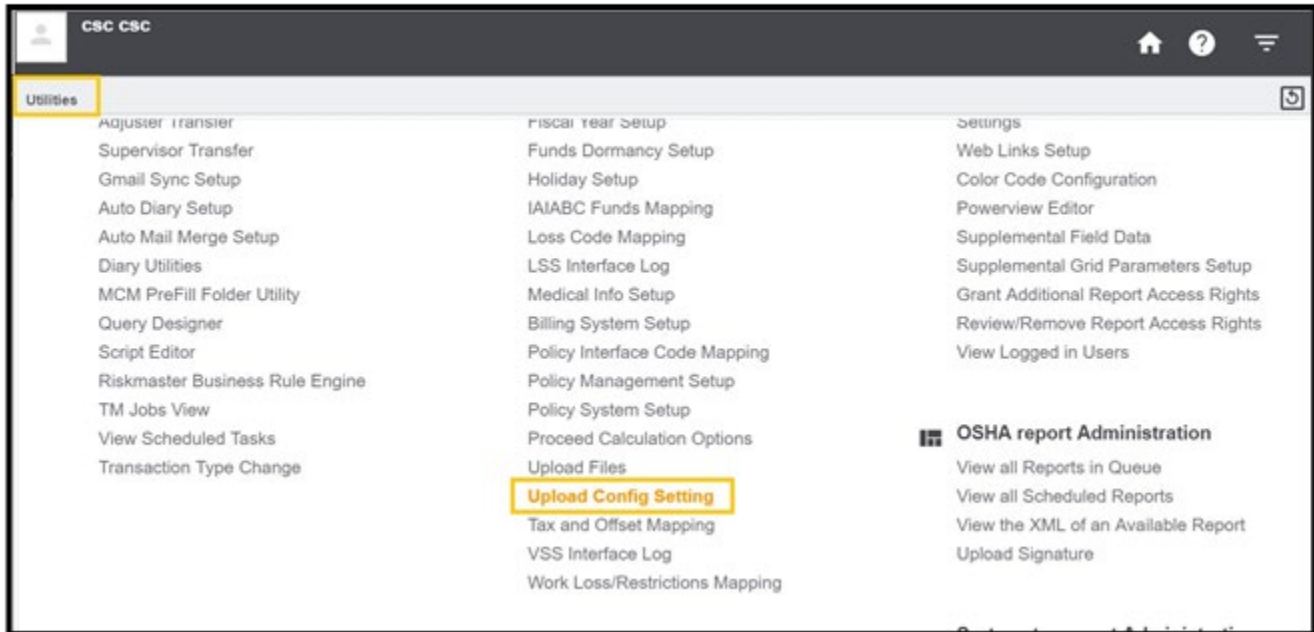 CSC CSC
Utilities
Adjuster Transfer
Supervisor Transfer
Gmail Sync Setup
Auto Diary Setup
Auto Mail Merge Setup
Diary Utilities
MCM PreFill Folder Utility
Query Designer
Script Editor
Riskmaster Business Rule Engine
TM Jobs View
View Scheduled Tasks
Transaction Type Change
Fiscal Year Setup
Funds Dormancy Setup
Holiday Setup
IAIABC Funds Mapping
Loss Code Mapping
LSS Interface Log
Medical Info Setup
Billing System Setup
Policy Interface Code Mapping
Policy Management Setup
Policy System Setup
Proceed Calculation Options
Upload Files
Upload Config Setting
Tax and Offset Mapping
VSS Interface Log
Work Loss/Restrictions Mapping
Settings
Web Links Setup
Color Code Configuration
Powerview Editor
Supplemental Field Data
Supplemental Grid Parameters Setup
Grant Additional Report Access Rights
Review/Remove Report Access Rights
View Logged in Users
OSHA report Administration
View all Reports in Queue
View all Scheduled Reports
View the XML of an Available Report
Upload Signature